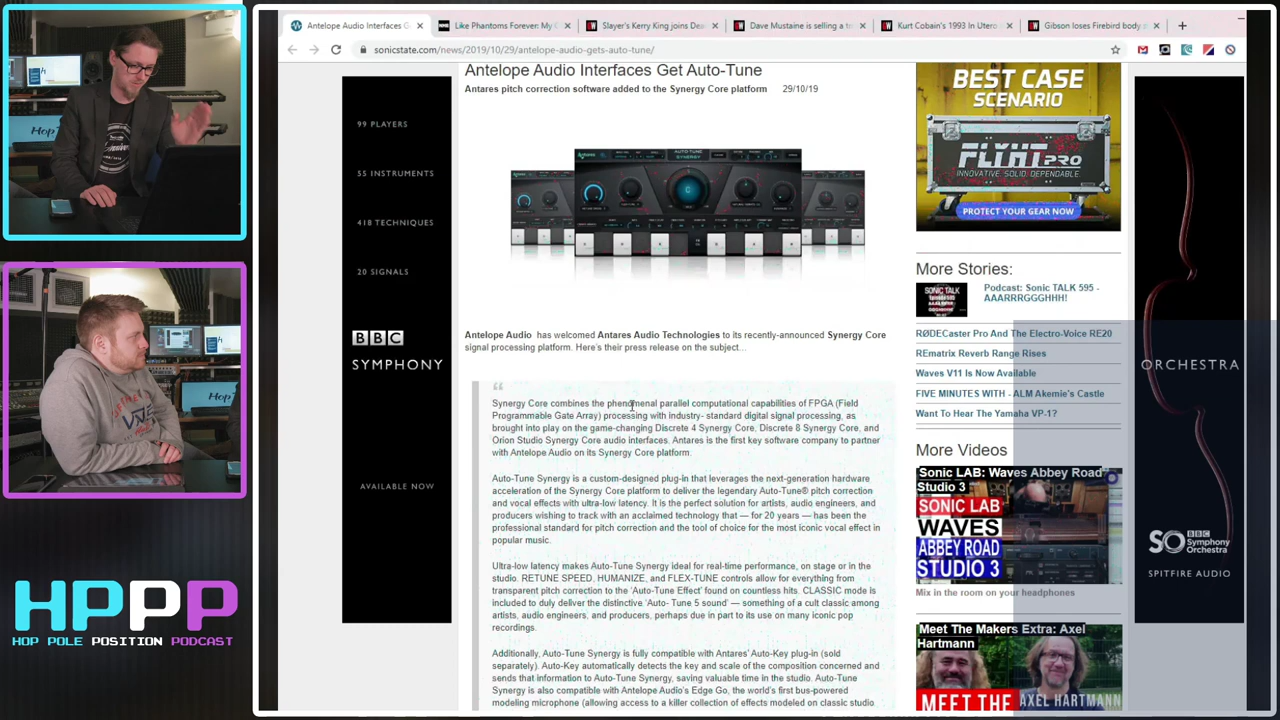 Antelope Audio Interfaces G
Like Phantoms Forever: My
Slayer's Kerry King joins De
Dave Mustaine is selling a t
Kurt Cobain's 1993 In Utero
Gibson loses Firebird body s
sonicstate.com/news/2019/10/29/antelope-audio-gets-auto-tune/
Antelope Audio Interfaces Get Auto-Tune
Antares pitch correction software added to the Synergy Core platform 29/10/19
99 PLAYERS
55 INSTRUMENTS
418 TECHNIQUES
20 SIGNALS
BBC
SYMPHONY
AVAILABLE NOW
AUTO-TUNE
SYNERGY
Antelope Audio has welcomed Antares Audio Technologies to its recently-announced Synergy Core
signal processing platform. Here's their press release on the subject...
Synergy Core combines the phenomenal parallel computational capabilities of FPGA (Field
Programmable Gate Array) processing with industry- standard digital signal processing, as
brought into play on the game-changing Discrete 4 Synergy Core, Discrete 8 Synergy Core, and
Orion Studio Synergy Core audio interfaces. Antares is the first key software company to partner
with Antelope Audio on its Synergy Core platform.
Auto-Tune Synergy is a custom-designed plug-in that leverages the next-generation hardware
acceleration of the Synergy Core platform to deliver the legendary Auto-Tune® pitch correction
and vocal effects with ultra-low latency. It is the perfect solution for artists, audio engineers, and
producers wishing to track with an acclaimed technology that — for 20 years — has been the
professional standard for pitch correction and the tool of choice for the most iconic vocal effect in
popular music.
Ultra-low latency makes Auto-Tune Synergy ideal for real-time performance, on stage or in the
studio. RETUNE SPEED, HUMANIZE, and FLEX-TUNE controls allow for everything from
transparent pitch correction to the 'Auto-Tune Effect' found on countless hits. CLASSIC mode is
included to duly deliver the distinctive 'Auto- Tune 5 sound' — something of a cult classic among
artists, audio engineers, and producers, perhaps due in part to its use on many iconic pop
recordings.
Additionally, Auto-Tune Synergy is fully compatible with Antares' Auto-Key plug-in (sold
separately). Auto-Key automatically detects the key and scale of the composition concerned and
sends that information to Auto-Tune Synergy, saving valuable time in the studio. Auto-Tune
Synergy is also compatible with Antelope Audio's Edge Go, the world's first bus-powered
modeling microphone (allowing access to a killer collection of effects modeled on classic studio
BEST CASE
SCENARIO
FLYHT PRO
INNOVATIVE. SOLID. DEPENDABLE.
PROTECT YOUR GEAR NOW
More Stories:
Podcast: Sonic TALK 595 -
AAARRRGGGHHH!
RØDECaster Pro And The Electro-Voice RE20
REmatrix Reverb Range Rises
Waves V11 Is Now Available
FIVE MINUTES WITH - ALM Akemie's Castle
Want To Hear The Yamaha VP-1?
More Videos
Sonic LAB: Waves Abbey Road
Studio 3
SONIC LAB
WAVES
ABBEY ROAD
STUDIO 3
Mix in the room on your headphones
Meet The Makers Extra: Axel
Hartmann
MEET THE
AXEL HARTMANN
ORCHESTRA
SO BBC
Symphony
Orchestra
SPITFIRE AUDIO
HPPP
HOP POLE POSITION PODCAST